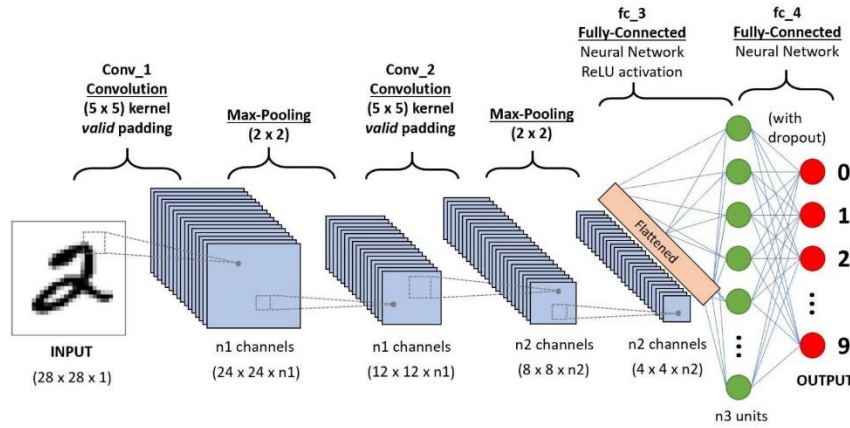 fc_3
Fully-Connected
Neural Network
ReLU activation
fc_4
Fully-Connected
Neural Network
Conv_1
Convolution
(5 x 5) kernel
valid padding
Max-Pooling
(2 x 2)
Conv_2
Convolution
(5 x 5) kernel
valid padding
Max-Pooling
(2 x 2)
(with
dropout)
2
Flattened
0
1
2
9
INPUT
(28 x 28 x 1)
n1 channels
(24 x 24 x n1)
n1 channels
(12 x 12 x n1)
n2 channels
(8 x 8 x n2)
n2 channels
(4 x 4 x n2)
OUTPUT
n3 units